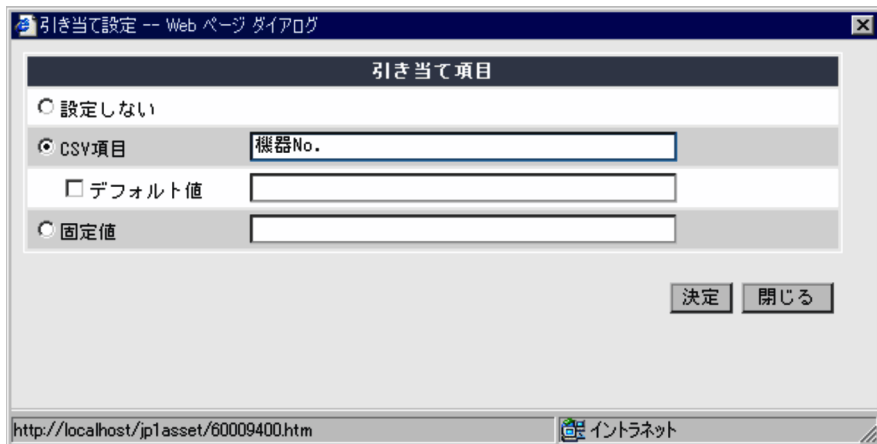 引き当て設定 -- Web ページ ダイアログ
引き当て項目
設定しない
CSV項目 機器No.
デフォルト値
固定値
決定 閉じる
http://localhost/jp1asset/60009400.htm イントラネット